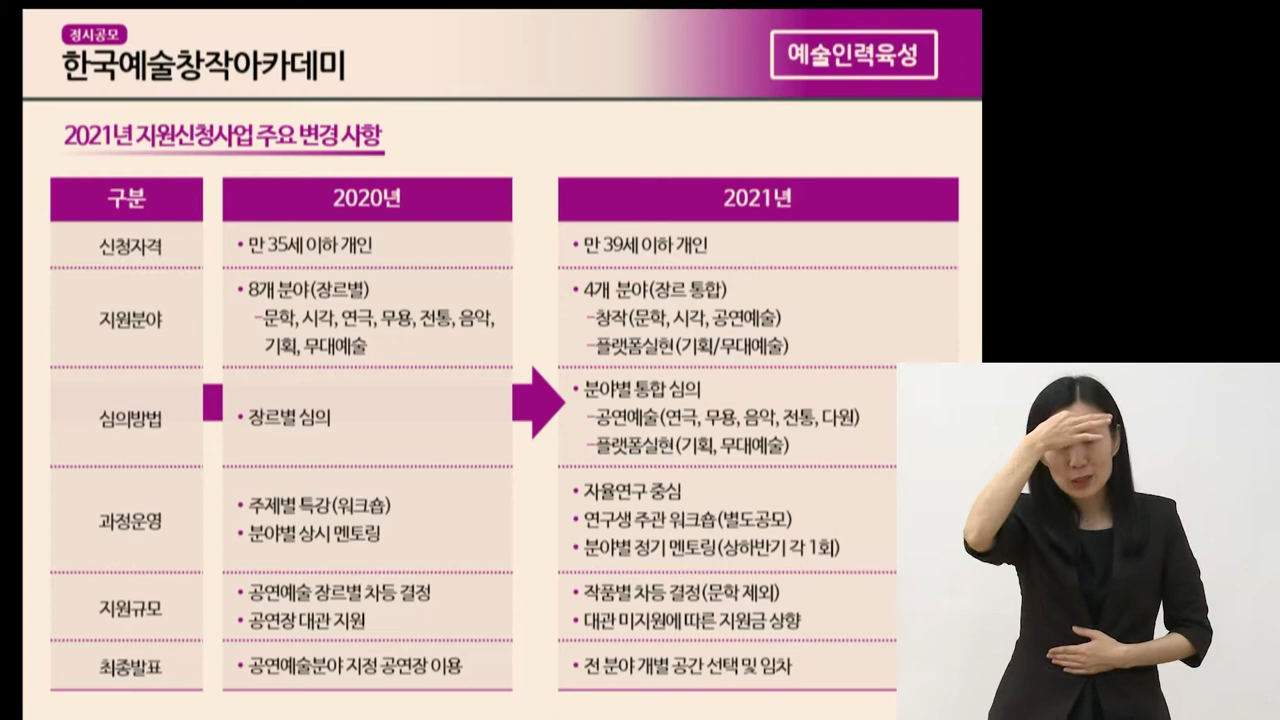 정시공모
한국예술창작아카데미
예술인력육성
2021년 지원신청사업 주요 변경 사항
구분
2020년
2021년
신청자격
• 만 35세 이하 개인
• 만 39세 이하 개인
지원분야
• 8개 분야(장르별)
-문학, 시각, 연극, 무용, 전통, 음악,
기획, 무대예술
• 4개 분야(장르 통합)
-창작(문학, 시각, 공연예술)
-플랫폼실현(기획/무대예술)
심의방법
• 장르별 심의
• 분야별 통합 심의
-공연예술(연극, 무용, 음악, 전통, 다원)
-플랫폼실현(기획, 무대예술)
과정운영
• 주제별 특강(워크숍)
• 분야별 상시 멘토링
• 자율연구 중심
• 연구생 주관 워크숍(별도공모)
• 분야별 정기 멘토링(상하반기 각 1회)
지원규모
• 공연예술 장르별 차등 결정
• 공연장 대관 지원
• 작품별 차등 결정(문학 제외)
• 대관 미지원에 따른 지원금 상향
최종발표
• 공연예술분야 지정 공연장 이용
• 전 분야 개별 공간 선택 및 임차